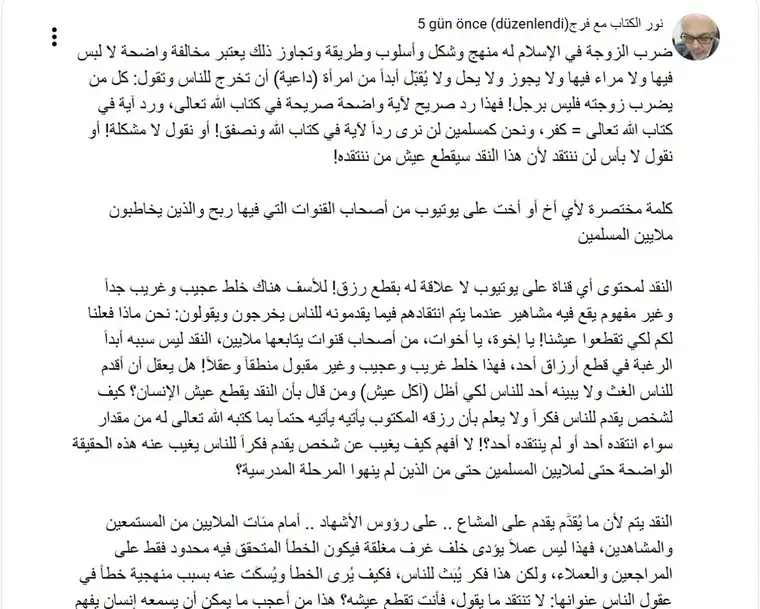 نور الكتاب مع فرج(düzenlendi) 5 gün önce
ضرب الزوجة في الإسلام له منهج وشكل وأسلوب وطريقة وتجاوز ذلك يعتبر مخالفة واضحة لا لبس
فيها ولا مراء فيها ولا يجوز ولا يحل ولا يُقبَل أبداً من امرأة (داعية) أن تخرج للناس وتقول: كل من
يضرب زوجته فليس برجل! فهذا رد صريح لآية واضحة صريحة في كتاب الله تعالى، ورد آية في
كتاب الله تعالى = كفر، ونحن كمسلمين لن نرى رداً لآية في كتاب الله ونصفق! أو نقول لا مشكلة! أو
نقول لا بأس لن ننتقد لأن هذا النقد سيقطع عيش من ننتقده!
كلمة مختصرة لأي أخ أو أخت على يوتيوب من أصحاب القنوات التي فيها ربح والذين يخاطبون
ملايين المسلمين
النقد لمحتوى أي قناة على يوتيوب لا علاقة له بقطع رزق! للأسف هناك خلط عجيب وغريب جداً
وغير مفهوم يقع فيه مشاهير عندما يتم انتقادهم فيما يقدمونه للناس يخرجون ويقولون: نحن ماذا فعلنا
لكم لكي تقطعوا عيشنا! يا إخوة، يا أخوات، من أصحاب قنوات يتابعها ملايين، النقد ليس سببه أبداً
الرغبة في قطع أرزاق أحد، فهذا خلط غريب وعجيب وغير مقبول منطقاً وعقلاً! هل يعقل أن أقدم
للناس الغث ولا يبينه أحد للناس لكي أظل (آكل عيش) ومن قال بأن النقد يقطع عيش الإنسان؟ كيف
لشخص يقدم للناس فكراً ولا يعلم بأن رزقه المكتوب يأتيه يأتيه حتماً بما كتبه الله تعالى له من مقدار
سواء انتقده أحد أو لم ينتقده أحد؟! لا أفهم كيف يغيب عن شخص يقدم فكراً للناس يغيب عنه هذه الحقيقة
الواضحة حتى لملايين المسلمين حتى من الذين لم ينهوا المرحلة المدرسية؟
النقد يتم لأن ما يُقدَّم يقدم على المشاع .. على رؤوس الأشهاد .. أمام مئات الملايين من المستمعين
والمشاهدين، فهذا ليس عملاً يؤدى خلف غرف مغلقة فيكون الخطأ المتحقق فيه محدود فقط على
المراجعين والعملاء، ولكن هذا فكر يُبَث للناس، فكيف يُرى الخطأ ويُسكَت عنه بسبب منهجية خطأ في
عقول الناس عنوانها: لا تنتقد ما يقول، فأنت تقطع عيشه؟ هذا من أعجب ما يمكن أن يسمعه إنسان يفهم